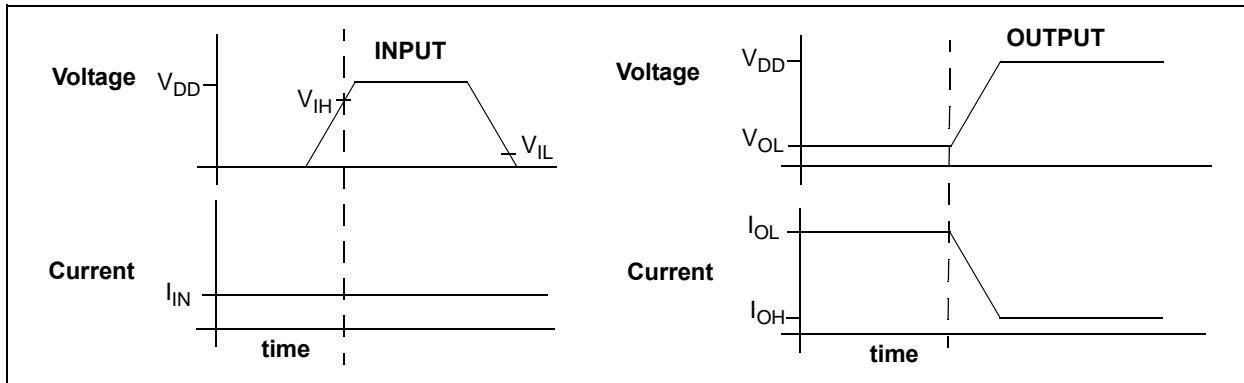 INPUT
Voltage
VDD
VIH
VIL
Current
IIN
time
OUTPUT
Voltage
VDD
VOL
IOL
Current
IOH
time